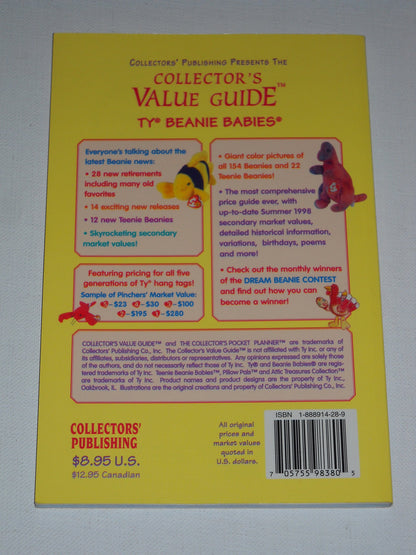 COLLECTORS' PUBLISHING PRESENTS THE
COLLECTOR'S
VALUE GUIDE™
TY® BEANIE BABIES®
Everyone's talking about the
latest Beanie news:
• 28 new retirements
including many old
favorites
• 14 exciting new releases
• 12 new Teenie Beanies
• Skyrocketing secondary
market values!
• Giant color pictures of
all 154 Beanies and 22
Teenie Beanies!
• The most comprehensive
price guide ever, with
up-to-date Summer 1998
secondary market values,
detailed historical information,
variations, birthdays, poems
and more!
• Check out the monthly winners
of the DREAM BEANIE CONTEST
and find out how you can
become a winner!
Featuring pricing for all five
generations of Ty® hang tags!
Sample of Pinchers' Market Value:
5-$23 4-$30 3-$100
2-$195 1-$280
COLLECTOR'S VALUE GUIDE™ and THE COLLECTOR'S POCKET PLANNER™ are trademarks of
Collectors' Publishing Co., Inc. The Collector's Value Guide™ is not affiliated with Ty Inc. or any of
its affiliates, subsidiaries, distributors or representatives. Any opinions expressed are solely those
of the authors, and do not necessarily reflect those of Ty Inc. Ty® and Beanie Babies® are regis-
tered trademarks of Ty Inc. Teenie Beanie Babies™, Pillow Pals™ and Attic Treasures Collection™
are trademarks of Ty Inc. Product names and product designs are the property of Ty Inc.,
Oakbrook, IL. Illustrations are the original creations and property of Collectors' Publishing Co., Inc.
COLLECTORS'
PUBLISHING
$8.95 U.S.
$12.95 Canadian
All original
prices and
market values
quoted in
U.S. dollars.
ISBN 1-888914-28-9
7 05755 98380 5